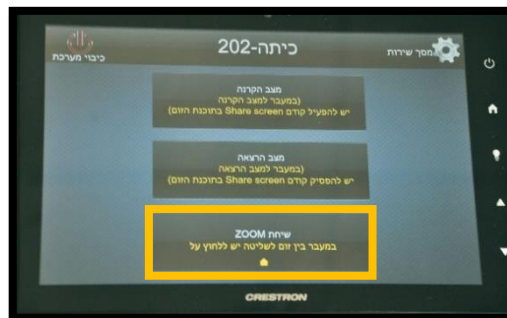 מסך שירות
כיתה-202
כיבוי מערכת
מצב הקרנה
(במעבר למצב הקרנה
יש להפעיל קודם Share screen בתוכנת הזום)
מצב הרצאה
(במעבר למצב הרצאה
יש להפסיק קודם Share screen בתוכנת הזום)
שיחת ZOOM
במעבר בין זום לשליטה יש ללחוץ על
CRESTRON